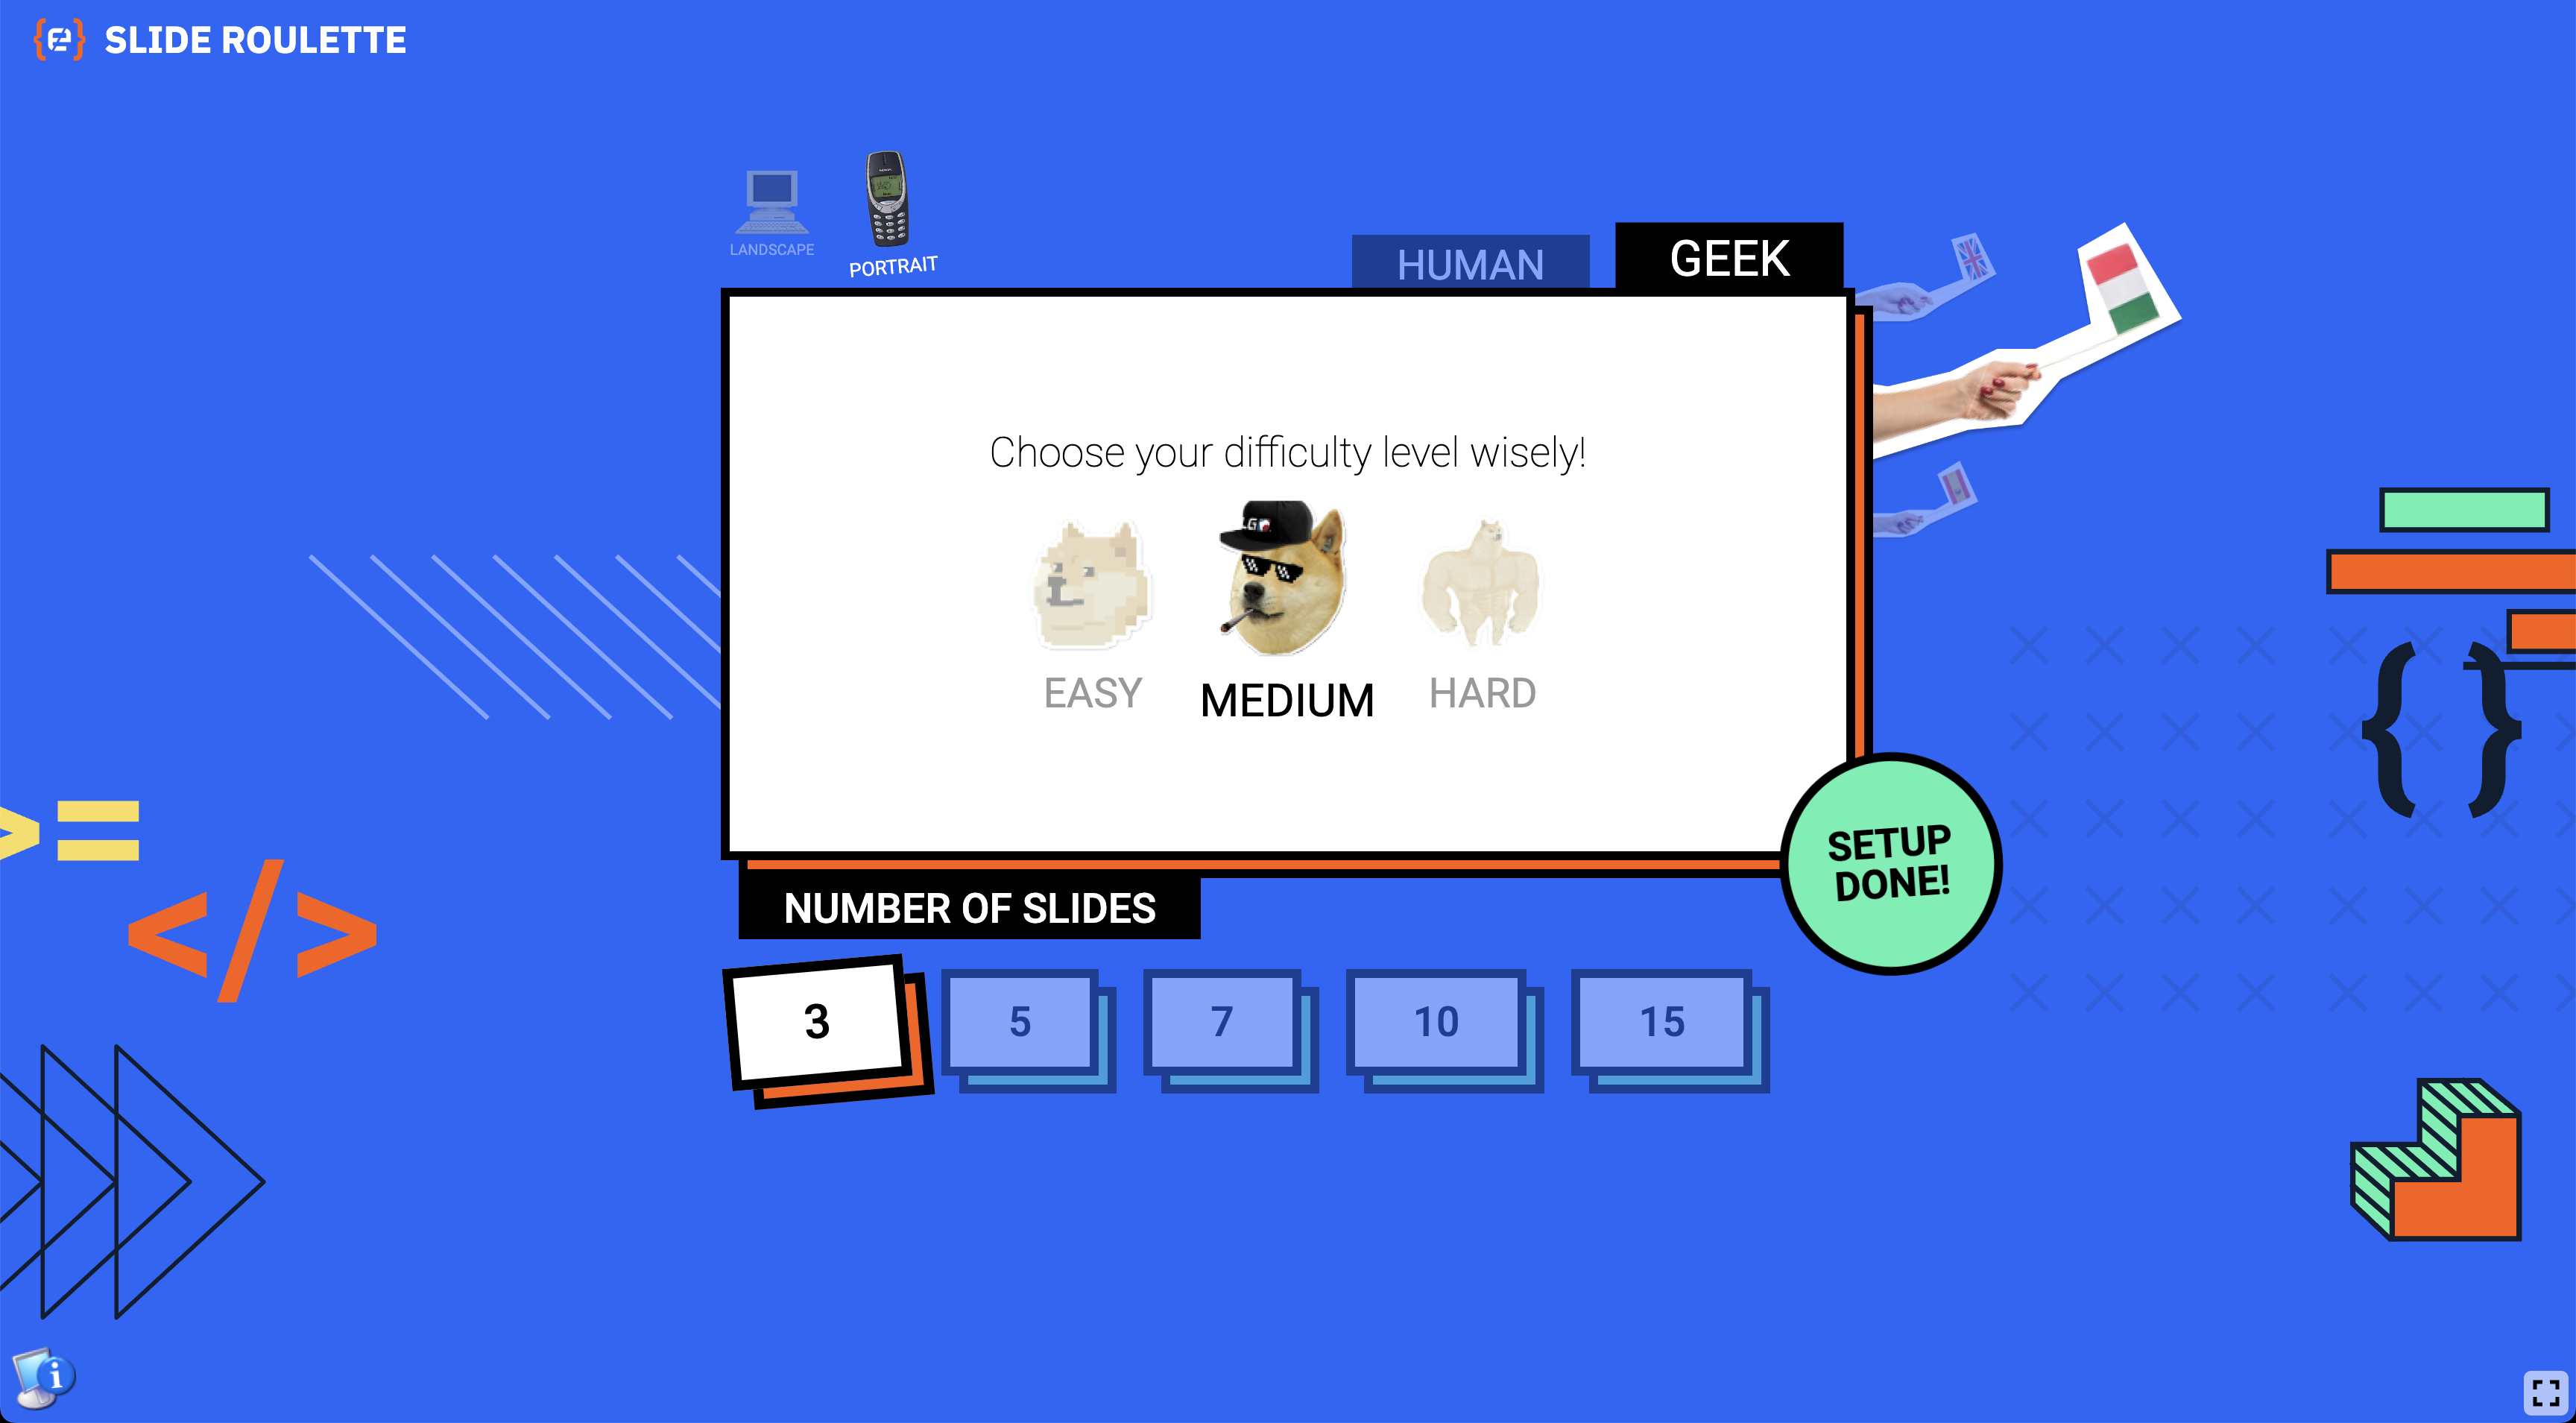 SLIDE ROULETTE
LANDSCAPE
PORTRAIT
HUMAN
GEEK
Choose your difficulty level wisely!
EASY
MEDIUM
HARD
SETUP
DONE!
NUMBER OF SLIDES
3
5
7
10
15
>=
</>
{ }